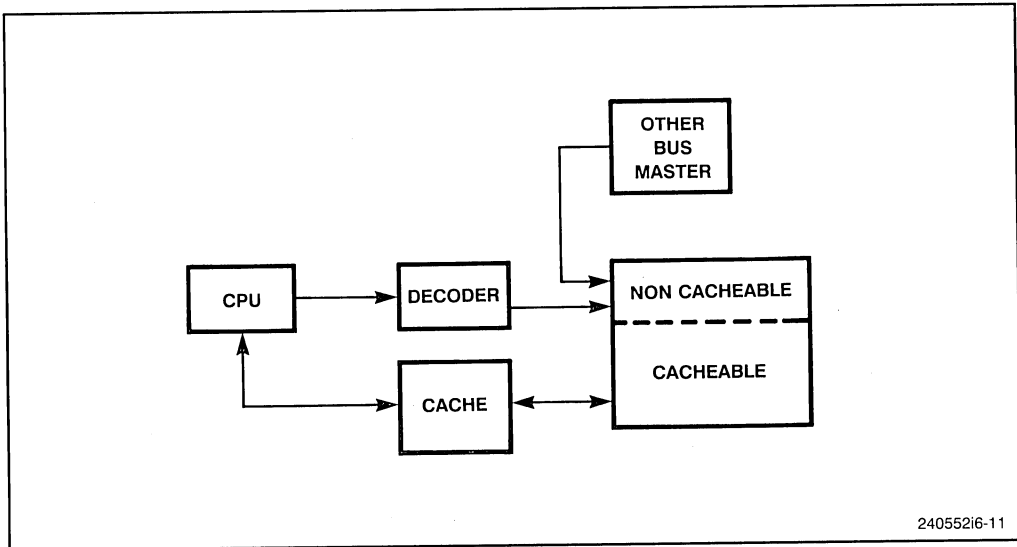 OTHER
BUS
MASTER
CPU
DECODER
NON CACHEABLE
CACHE
CACHEABLE
240552i6-11